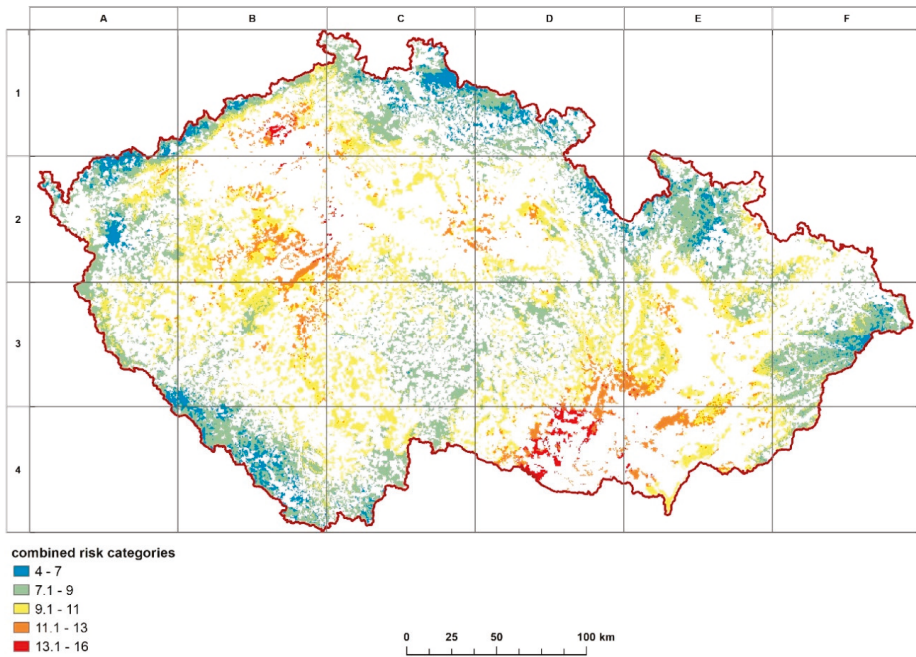 A B C D E F
1
2
3
4
combined risk categories
4 - 7
7.1 - 9
9.1 - 11
11.1 - 13
13.1 - 16
0 25 50 100 km